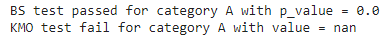 BS test passed for category A with p_value = 0.0
KMO test fail for category A with value = nan